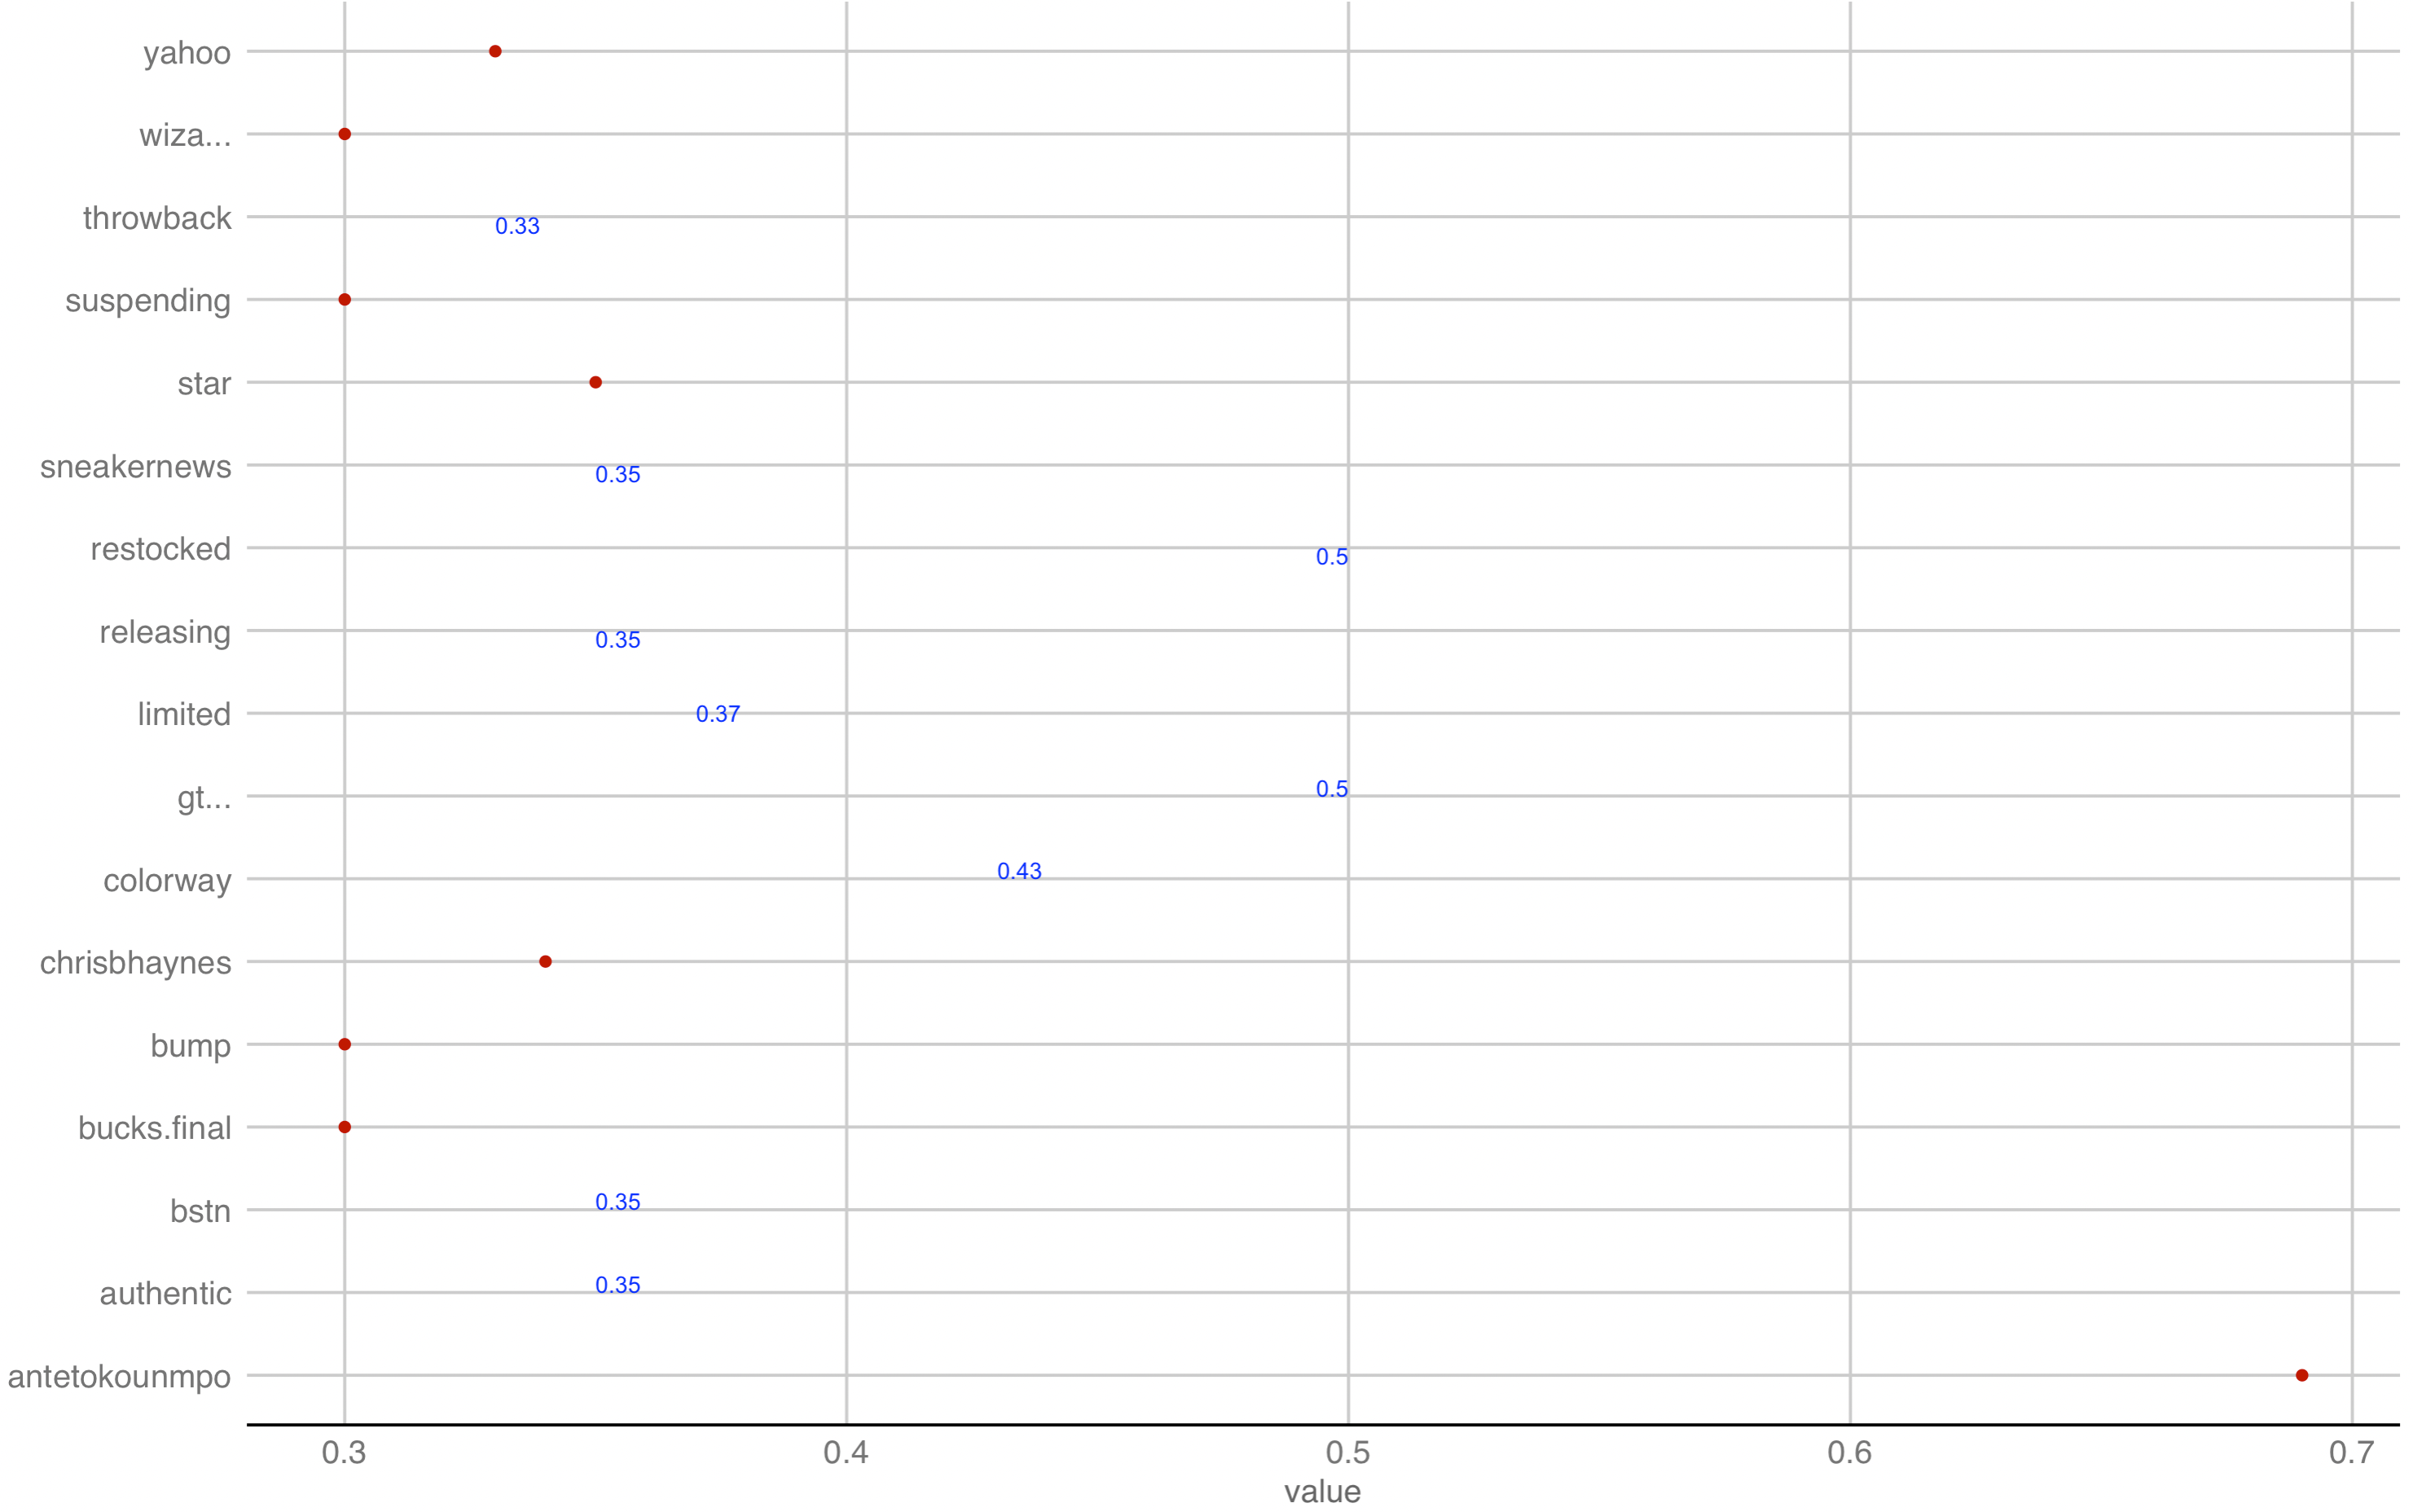 yahoo
wiza...
throwback 0.33
suspending
star
sneakernews 0.35
restocked 0.5
releasing 0.35
limited 0.37
gt... 0.5
colorway 0.43
chrisbhaynes
bump
bucks.final
bstn 0.35
authentic 0.35
antetokounmpo
0.3 0.4 0.5 0.6 0.7
value